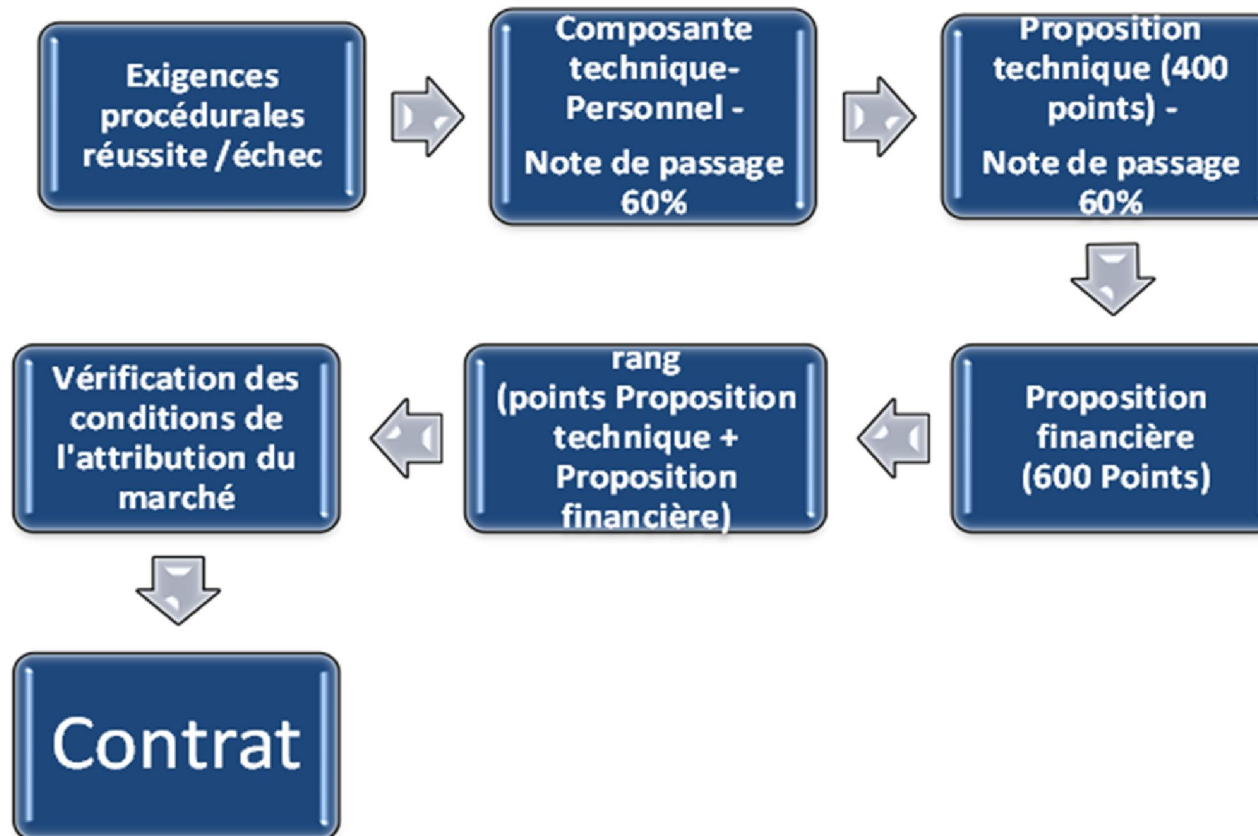 Exigences
procédurales
réussite /échec
Composante
technique-
Personnel -
Note de passage
60%
Proposition
technique (400
points) -
Note de passage
60%
Proposition
financière
(600 Points)
rang
(points Proposition
technique +
Proposition
financière)
Vérification des
conditions de
l'attribution du
marché
Contrat